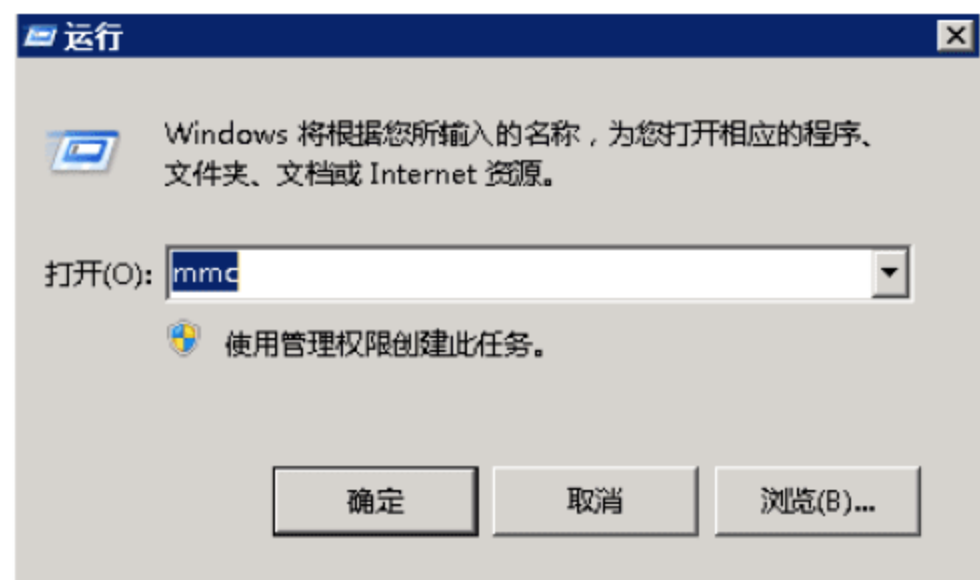 运行
Windows 将根据您所输入的名称，为您打开相应的程序、
文件夹、文档或 Internet 资源。
打开(O): mmc
使用管理权限创建此任务。
确定 取消 浏览(B)...